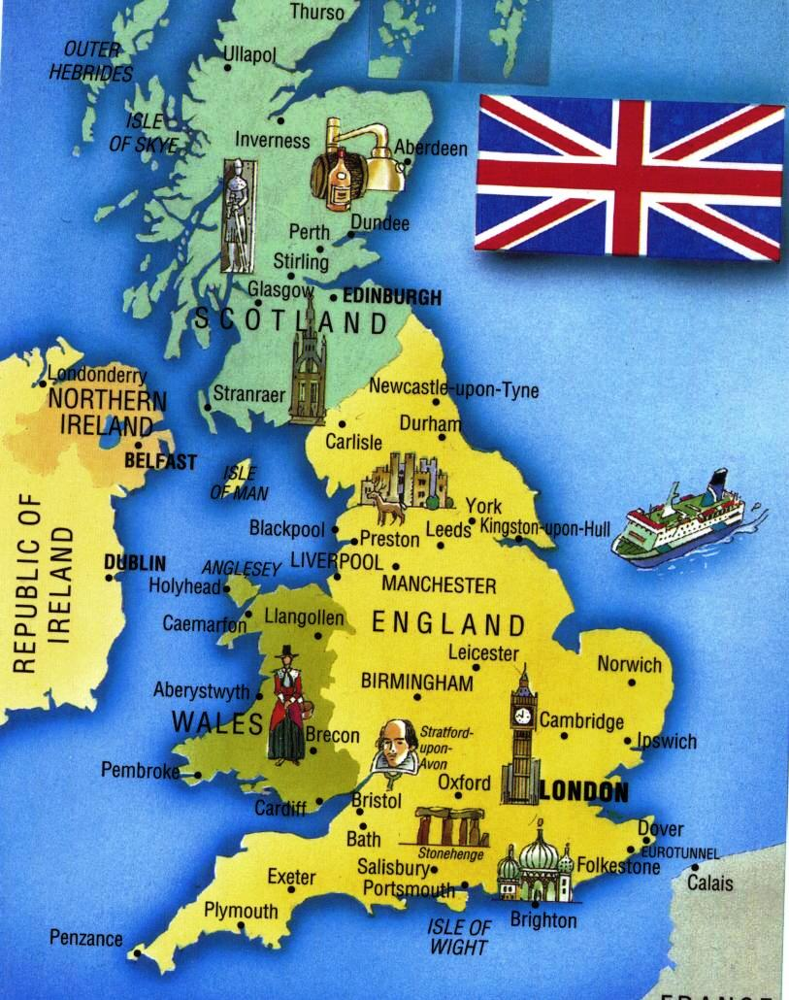 Thurso
OUTER
HEBRIDES
Ullapol
ISLE
OF SKYE
Inverness
Aberdeen
Perth
Dundee
Stirling
Glasgow
EDINBURGH
SCOTLAND
Londonderry
NORTHERN
IRELAND
BELFAST
Stranraer
Newcastle-upon-Tyne
Durham
Carlisle
ISLE
OF MAN
York
Blackpool
Preston
Leeds
Kingston-upon-Hull
REPUBLIC OF
IRELAND
DUBLIN
ANGLESEY
LIVERPOOL
Holyhead
MANCHESTER
Caemarfon
Llangollen
ENGLAND
Leicester
Norwich
Aberystwyth
BIRMINGHAM
WALES
Brecon
Stratford-
upon-
Avon
Cambridge
Ipswich
Pembroke
Oxford
LONDON
Cardiff
Bristol
Bath
Stonehenge
Dover
EUROTUNNEL
Salisbury
Folkestone
Exeter
Portsmouth
Calais
Plymouth
ISLE OF
WIGHT
Brighton
Penzance
FRANCE